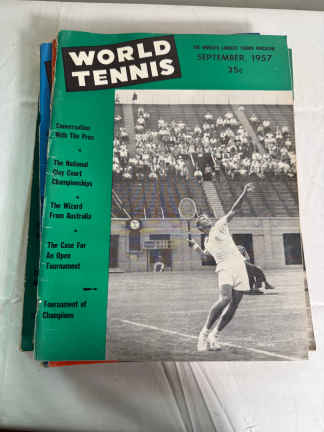 WORLD
TENNIS
THE WORLD'S LARGEST TENNIS MAGAZINE
SEPTEMBER, 1957
35c
Conversation
With The Pros
The National
Clay Court
Championships
The Wizard
From Australia
The Case For
An Open
Tournament
Tournament of
Champions